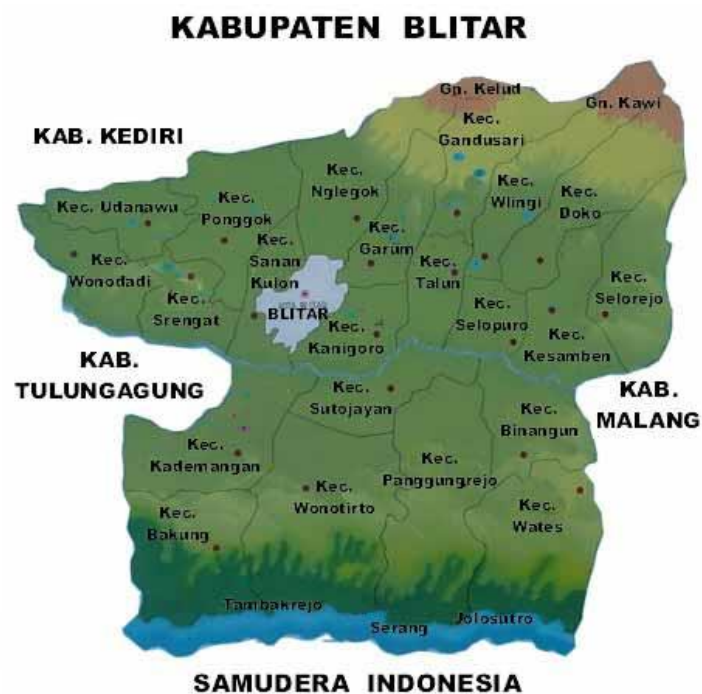 KABUPATEN BLITAR
Gn. Kelud
Gn. Kawi
Kec.
Gandusari
KAB. KEDIRI
Kec.
Nglegok
Kec.
Wlingi
Kec.
Doko
Kec. Udanawu
Kec.
Ponggok
Kec.
Garum
Kec.
Sanan
Kulon
Kec.
Talun
Kec.
Wonodadi
Kec.
Selorejo
Kec.
Srengat
BLITAR
Kec.
Kanigoro
Kec.
Selopuro
Kec.
Kesamben
KAB.
TULUNGAGUNG
Kec.
Sutojayan
KAB.
MALANG
Kec.
Binangun
Kec.
Kademangan
Kec.
Panggungrejo
Kec.
Wonotirto
Kec.
Wates
Kec.
Bakung
Tambakrejo
Serang
Jolosutro
SAMUDERA INDONESIA